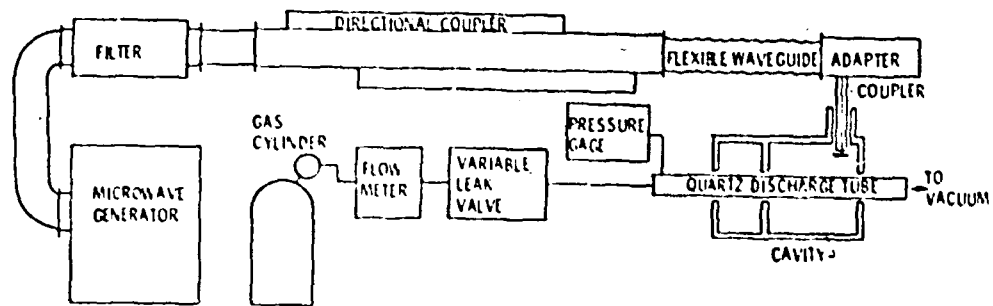 DIRECTIONAL COUPLER
FILTER
FLEXIBLE WAVEGUIDE
ADAPTER
COUPLER
GAS
CYLINDER
PRESSURE
GAGE
MICROWAVE
GENERATOR
FLOW
METER
VARIABLE
LEAK
VALVE
QUARTZ DISCHARGE TUBE
TO
VACUUM
CAVITY